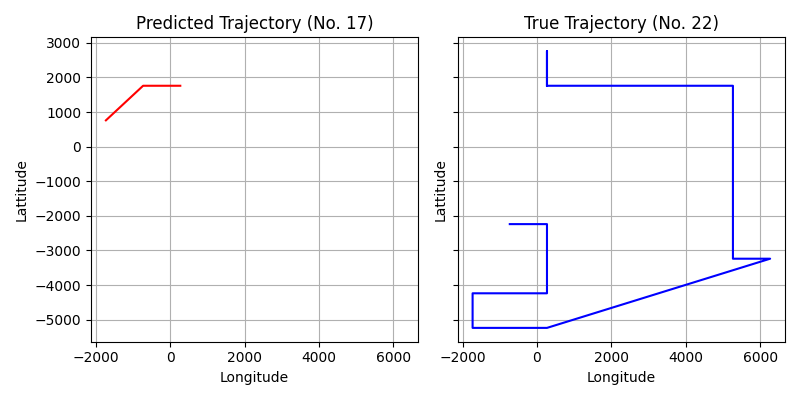 Predicted Trajectory (No. 17)
True Trajectory (No. 22)
3000
2000
1000
0
−1000
−2000
−3000
−4000
−5000
Lattitude
Lattitude
−2000 0 2000 4000 6000
−2000 0 2000 4000 6000
Longitude
Longitude